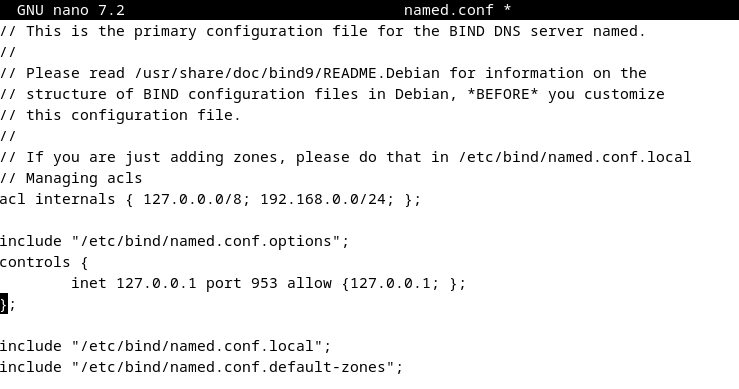 GNU nano 7.2 named.conf *
// This is the primary configuration file for the BIND DNS server named.
//
// Please read /usr/share/doc/bind9/README.Debian for information on the
// structure of BIND configuration files in Debian, *BEFORE* you customize
// this configuration file.
//
// If you are just adding zones, please do that in /etc/bind/named.conf.local
// Managing acls
acl internals { 127.0.0.0/8; 192.168.0.0/24; };

include "/etc/bind/named.conf.options";
controls {
        inet 127.0.0.1 port 953 allow {127.0.0.1; };
};

include "/etc/bind/named.conf.local";
include "/etc/bind/named.conf.default-zones";